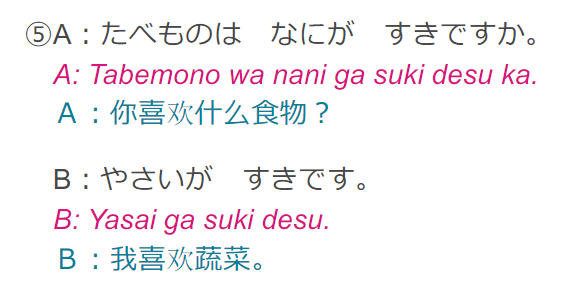 ⑤A：たべものは　なにが　すきですか。
A: Tabemono wa nani ga suki desu ka.
A ：你喜欢什么食物？
B：やさいが　すきです。
B: Yasai ga suki desu.
B ：我喜欢蔬菜。